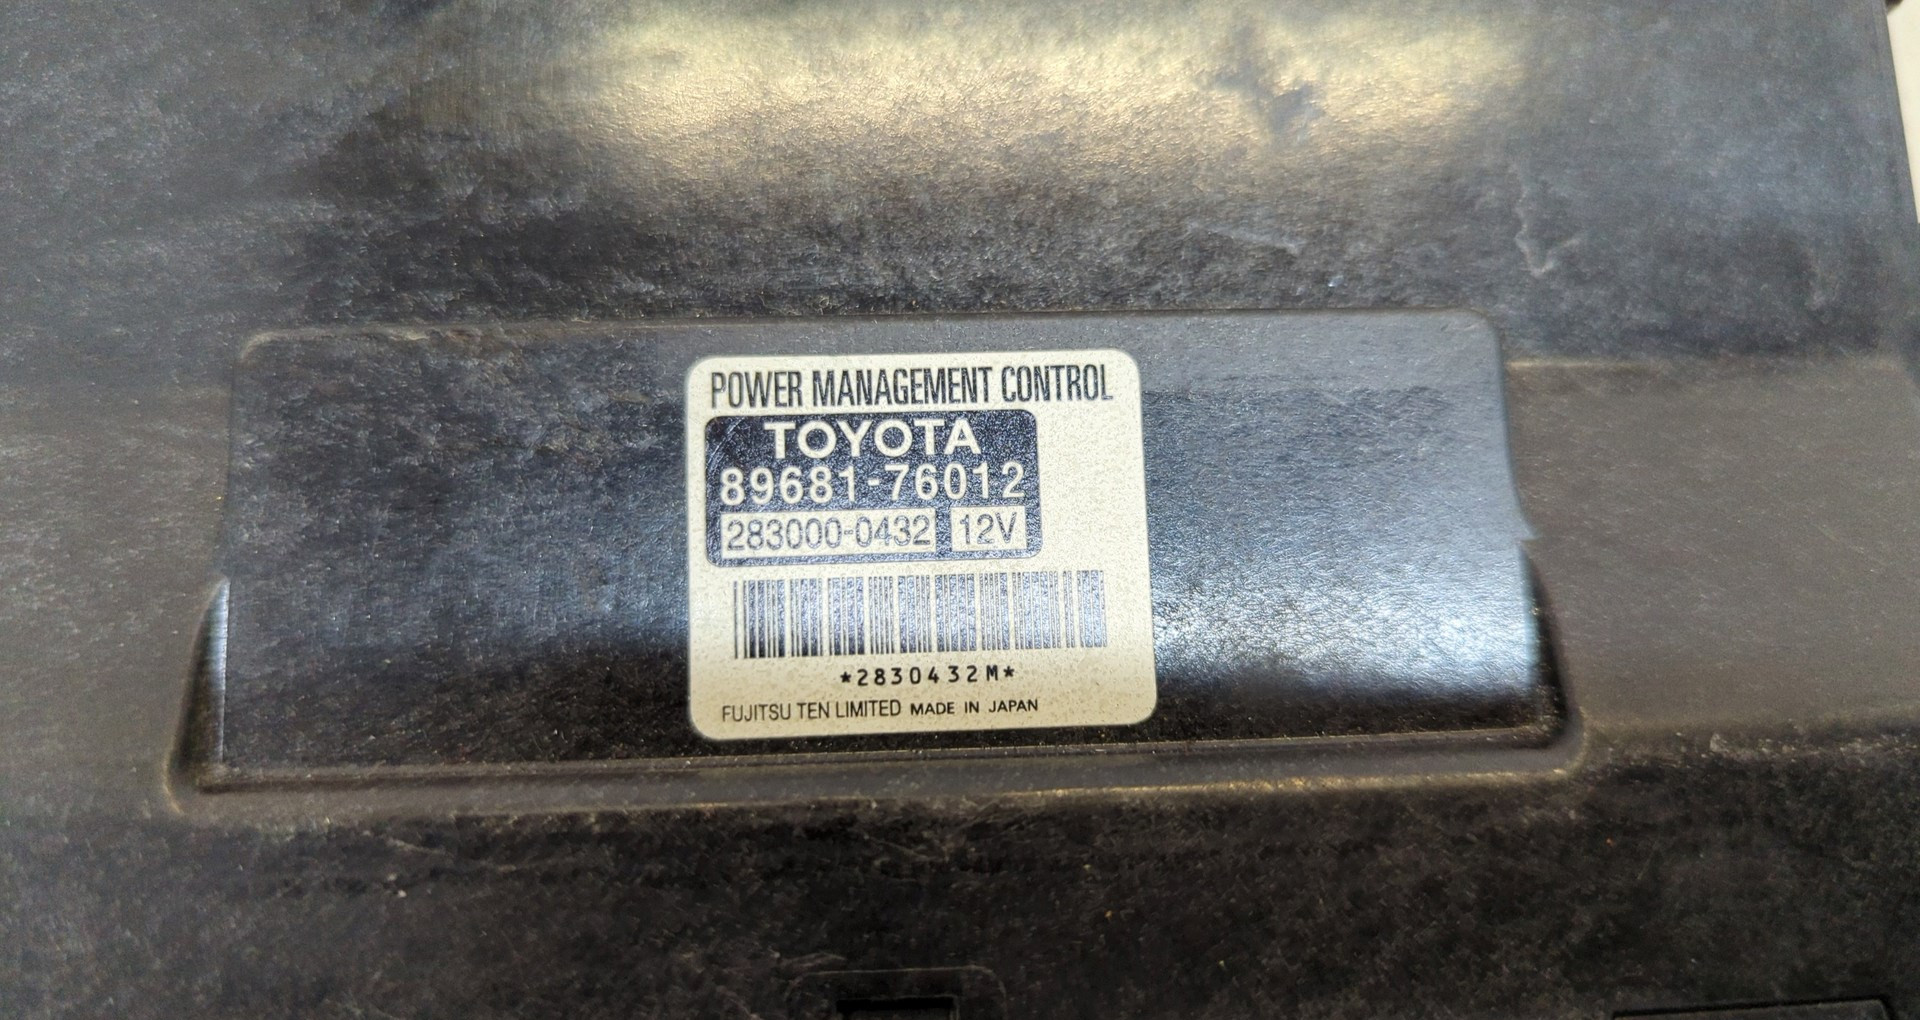 POWER MANAGEMENT CONTROL
TOYOTA
89681-76012
283000-0432 12V
*2830432M*
FUJITSU TEN LIMITED MADE IN JAPAN